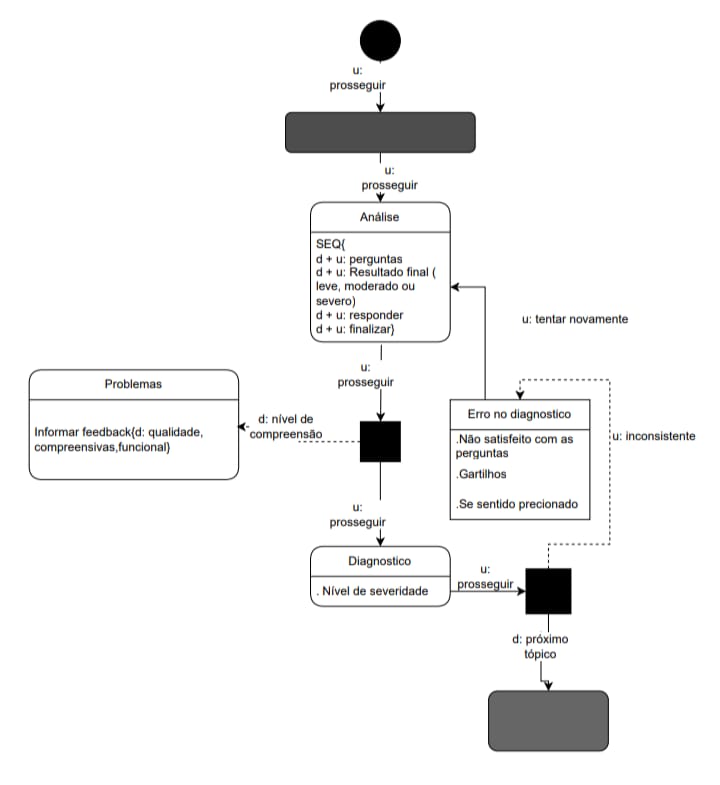 u:
prosseguir
u:
prosseguir
Análise
SEQ{
d + u: perguntas
d + u: Resultado final (
leve, moderado ou
severo)
d + u: responder
d + u: finalizar}
u: tentar novamente
u:
prosseguir
Problemas
Informar feedback{d: qualidade,
compreensivas,funcional}
d: nível de
compreensão
Erro no diagnostico
.Não satisfeito com as
perguntas
.Gartilhos
.Se sentido precionado
u: inconsistente
u:
prosseguir
Diagnostico
. Nível de severidade
u:
prosseguir
d: próximo
tópico